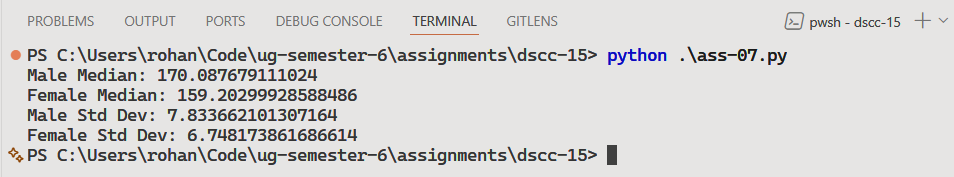 PROBLEMS OUTPUT PORTS DEBUG CONSOLE TERMINAL GITLENS pwsh - dscc-15
PS C:\Users\rohan\Code\ug-semester-6\assignments\dscc-15> python .\ass-07.py
Male Median: 170.087679111024
Female Median: 159.20299928588486
Male Std Dev: 7.833662101307164
Female Std Dev: 6.748173861686614
PS C:\Users\rohan\Code\ug-semester-6\assignments\dscc-15>